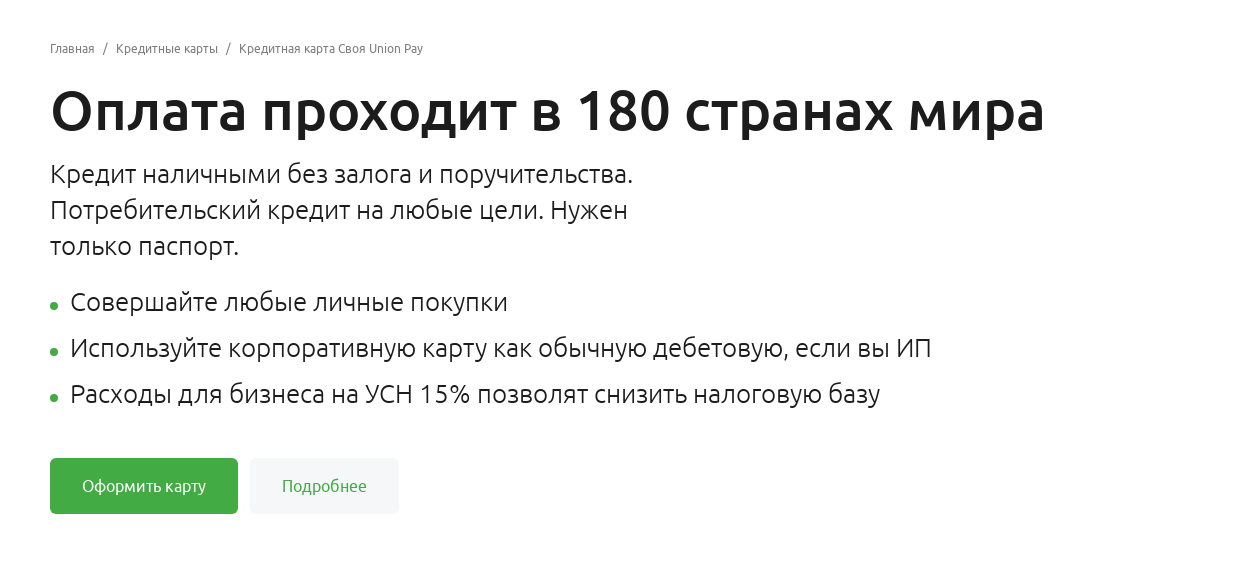 Главная / Кредитные карты / Кредитная карта Своя Union Pay
Оплата проходит в 180 странах мира
Кредит наличными без залога и поручительства.
Потребительский кредит на любые цели. Нужен
только паспорт.
Совершайте любые личные покупки
Используйте корпоративную карту как обычную дебетовую, если вы ИП
Расходы для бизнеса на УСН 15% позволят снизить налоговую базу
Оформить карту Подробнее